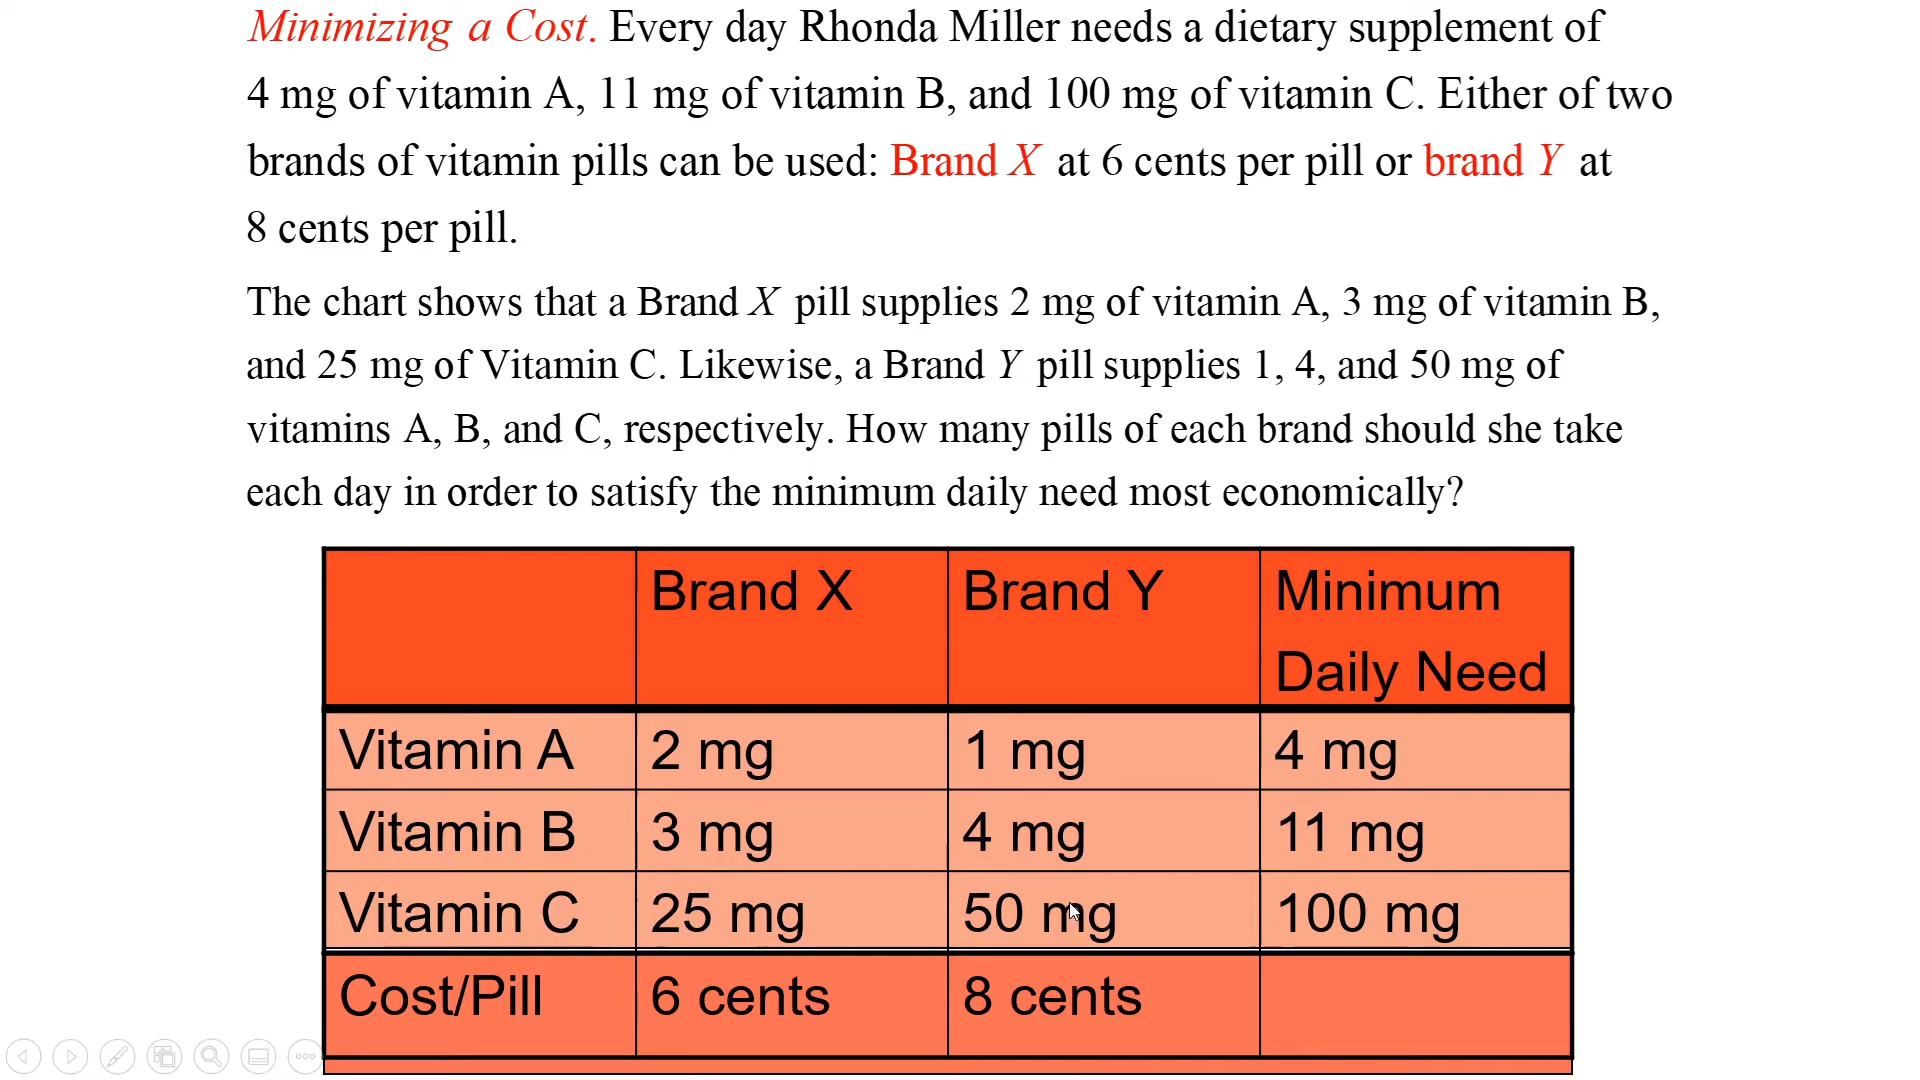 Minimizing a Cost. Every day Rhonda Miller needs a dietary supplement of
4 mg of vitamin A, 11 mg of vitamin B, and 100 mg of vitamin C. Either of two
brands of vitamin pills can be used: Brand X at 6 cents per pill or brand Y at
8 cents per pill.
The chart shows that a Brand X pill supplies 2 mg of vitamin A, 3 mg of vitamin B,
and 25 mg of Vitamin C. Likewise, a Brand Y pill supplies 1, 4, and 50 mg of
vitamins A, B, and C, respectively. How many pills of each brand should she take
each day in order to satisfy the minimum daily need most economically?
Brand X Brand Y Minimum
Daily Need
Vitamin A 2 mg 1 mg 4 mg
Vitamin B 3 mg 4 mg 11 mg
Vitamin C 25 mg 50 mg 100 mg
Cost/Pill 6 cents 8 cents